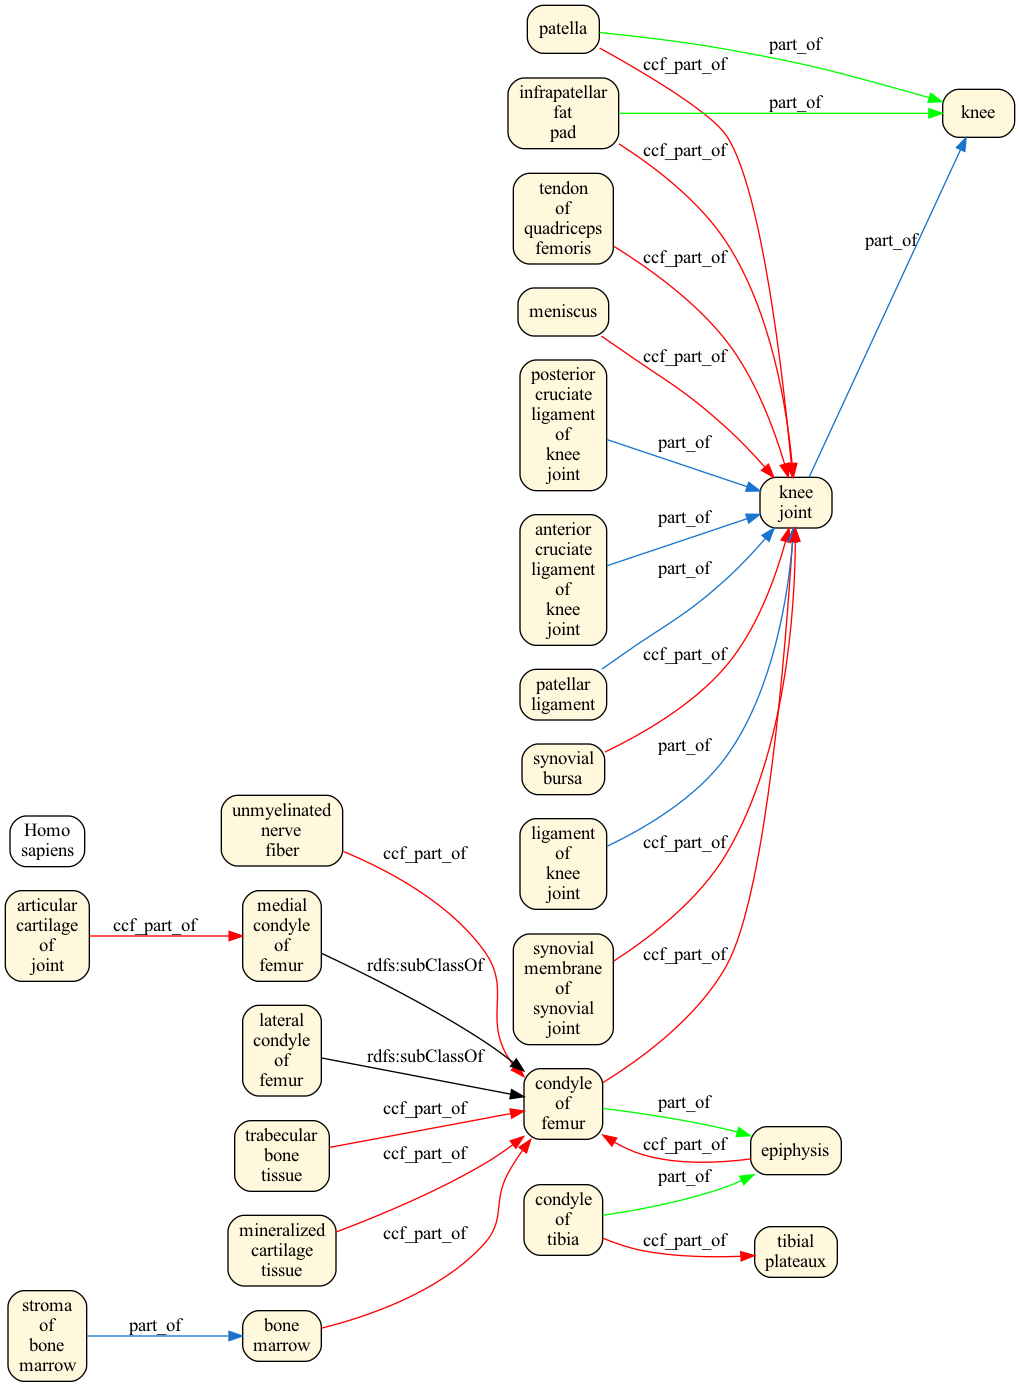 patella
part_of
ccf_part_of
infrapatellar
fat
pad
part_of
knee
ccf_part_of
tendon
of
quadriceps
femoris
part_of
ccf_part_of
meniscus
ccf_part_of
posterior
cruciate
ligament
of
knee
joint
part_of
knee
joint
anterior
cruciate
ligament
of
knee
joint
part_of
part_of
patellar
ligament
ccf_part_of
synovial
bursa
part_of
ligament
of
knee
joint
ccf_part_of
Homo
sapiens
unmyelinated
nerve
fiber
ccf_part_of
articular
cartilage
of
joint
ccf_part_of
medial
condyle
of
femur
rdfs:subClassOf
synovial
membrane
of
synovial
joint
ccf_part_of
lateral
condyle
of
femur
rdfs:subClassOf
condyle
of
femur
part_of
ccf_part_of
epiphysis
trabecular
bone
tissue
ccf_part_of
ccf_part_of
condyle
of
tibia
part_of
ccf_part_of
tibial
plateaux
mineralized
cartilage
tissue
ccf_part_of
stroma
of
bone
marrow
part_of
bone
marrow